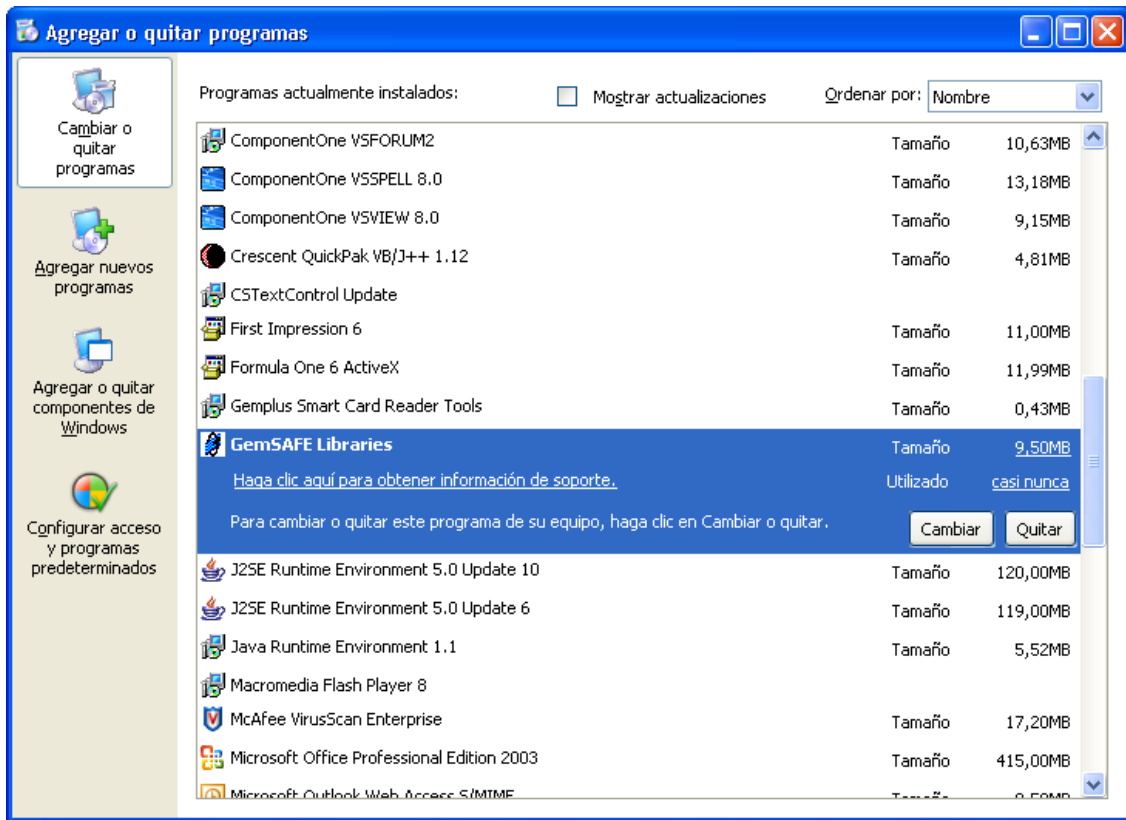 Agregar o quitar programas
Cambiar o
quitar
programas
Agregar nuevos
programas
Agregar o quitar
componentes de
Windows
Configurar acceso
y programas
predeterminados
Programas actualmente instalados: Mostrar actualizaciones Ordenar por: Nombre
ComponentOne VSFORUM2 Tamaño 10,63MB
ComponentOne VSSPELL 8.0 Tamaño 13,18MB
ComponentOne VSVIEW 8.0 Tamaño 9,15MB
Crescent QuickPak VB/J++ 1.12 Tamaño 4,81MB
CSTextControl Update
First Impression 6 Tamaño 11,00MB
Formula One 6 ActiveX Tamaño 11,99MB
Gemplus Smart Card Reader Tools Tamaño 0,43MB
GemSAFE Libraries Tamaño 9,50MB
Haga clic aquí para obtener información de soporte. Utilizado casi nunca
Para cambiar o quitar este programa de su equipo, haga clic en Cambiar o quitar. Cambiar Quitar
J2SE Runtime Environment 5.0 Update 10 Tamaño 120,00MB
J2SE Runtime Environment 5.0 Update 6 Tamaño 119,00MB
Java Runtime Environment 1.1 Tamaño 5,52MB
Macromedia Flash Player 8
McAfee VirusScan Enterprise Tamaño 17,20MB
Microsoft Office Professional Edition 2003 Tamaño 415,00MB
Microsoft Outlook Web Access S/MIME Tamaño